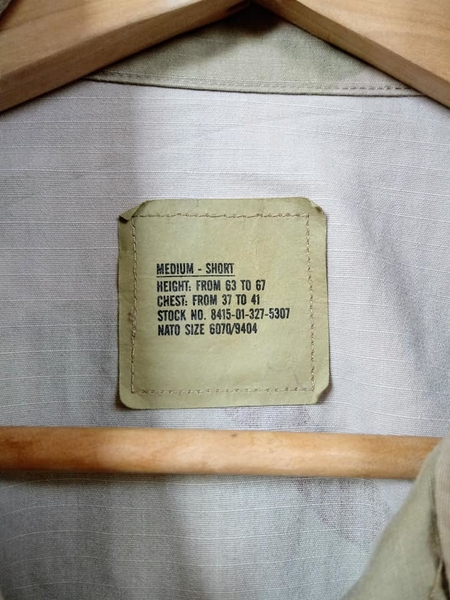 MEDIUM - SHORT
HEIGHT: FROM 63 TO 67
CHEST: FROM 37 TO 41
STOCK NO. 8415-01-327-5307
NATO SIZE 6070/9404